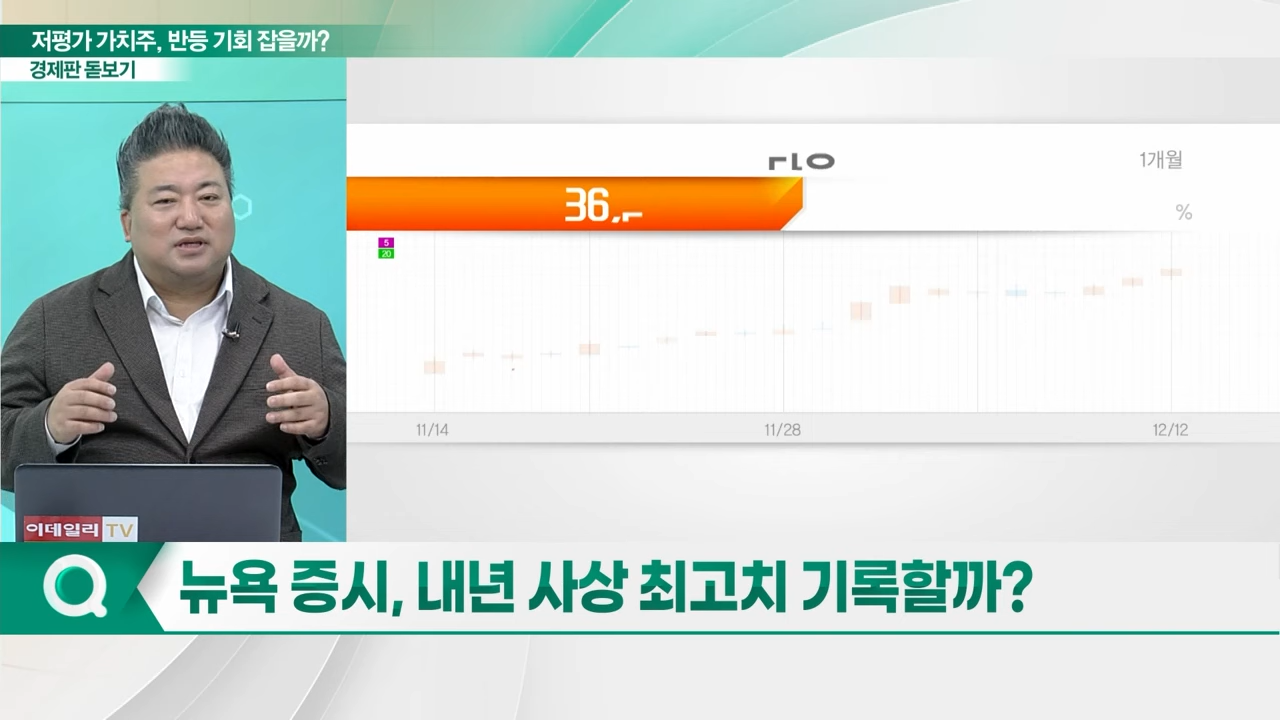 저평가 가치주, 반등 기회 잡을까?
경제판 돋보기
1개월
36,
%
5
20
11/14
11/28
12/12
이데일리 TV
뉴욕 증시, 내년 사상 최고치 기록할까?